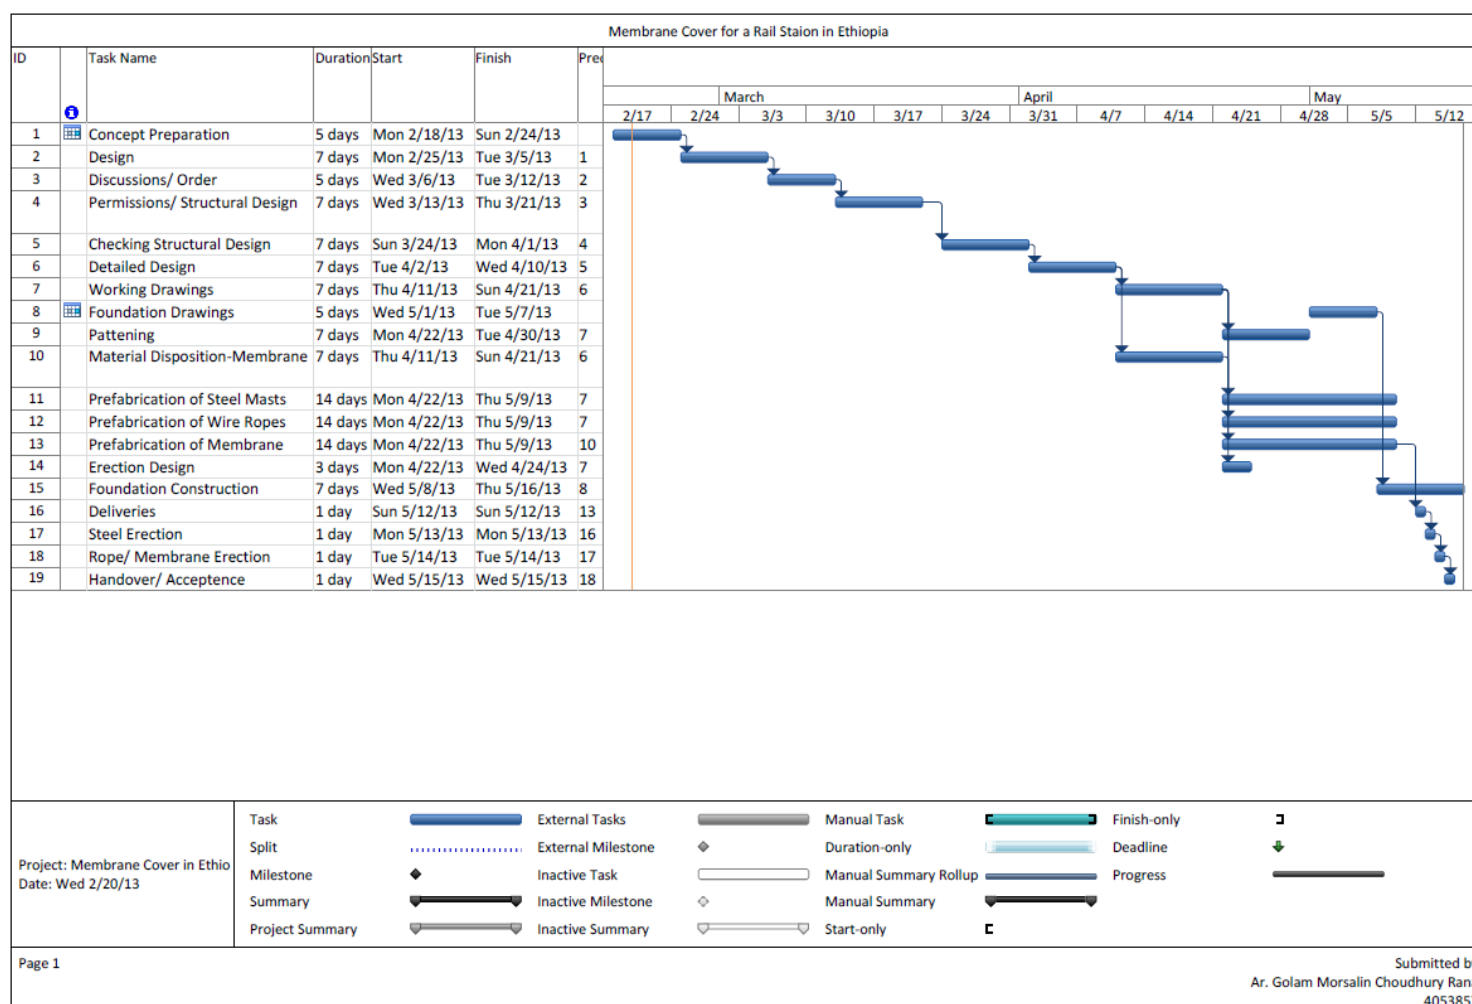 Membrane Cover for a Rail Staion in Ethiopia
ID Task Name Duration Start Finish Pred
March April May
2/17 2/24 3/3 3/10 3/17 3/24 3/31 4/7 4/14 4/21 4/28 5/5 5/12
1 Concept Preparation 5 days Mon 2/18/13 Sun 2/24/13
2 Design 7 days Mon 2/25/13 Tue 3/5/13 1
3 Discussions/ Order 5 days Wed 3/6/13 Tue 3/12/13 2
4 Permissions/ Structural Design 7 days Wed 3/13/13 Thu 3/21/13 3
5 Checking Structural Design 7 days Sun 3/24/13 Mon 4/1/13 4
6 Detailed Design 7 days Tue 4/2/13 Wed 4/10/13 5
7 Working Drawings 7 days Thu 4/11/13 Sun 4/21/13 6
8 Foundation Drawings 5 days Wed 5/1/13 Tue 5/7/13
9 Pattening 7 days Mon 4/22/13 Tue 4/30/13 7
10 Material Disposition-Membrane 7 days Thu 4/11/13 Sun 4/21/13 6
11 Prefabrication of Steel Masts 14 days Mon 4/22/13 Thu 5/9/13 7
12 Prefabrication of Wire Ropes 14 days Mon 4/22/13 Thu 5/9/13 7
13 Prefabrication of Membrane 14 days Mon 4/22/13 Thu 5/9/13 10
14 Erection Design 3 days Mon 4/22/13 Wed 4/24/13 7
15 Foundation Construction 7 days Wed 5/8/13 Thu 5/16/13 8
16 Deliveries 1 day Sun 5/12/13 Sun 5/12/13 13
17 Steel Erection 1 day Mon 5/13/13 Mon 5/13/13 16
18 Rope/ Membrane Erection 1 day Tue 5/14/13 Tue 5/14/13 17
19 Handover/ Acceptence 1 day Wed 5/15/13 Wed 5/15/13 18
Project: Membrane Cover in Ethio
Date: Wed 2/20/13
Task External Tasks Manual Task Finish-only
Split External Milestone Duration-only Deadline
Milestone Inactive Task Manual Summary Rollup Progress
Summary Inactive Milestone Manual Summary
Project Summary Inactive Summary Start-only
Page 1
Submitted by
Ar. Golam Morsalin Choudhury Ran
405385